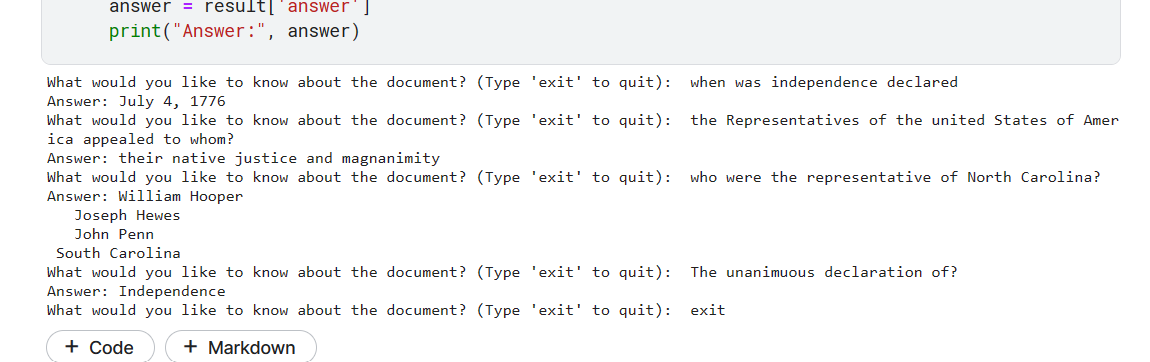 answer = result['answer']
print("Answer:", answer)
What would you like to know about the document? (Type 'exit' to quit):  when was independence declared
Answer: July 4, 1776
What would you like to know about the document? (Type 'exit' to quit):  the Representatives of the united States of Amer
ica appealed to whom?
Answer: their native justice and magnanimity
What would you like to know about the document? (Type 'exit' to quit):  who were the representative of North Carolina?
Answer: William Hooper
   Joseph Hewes
   John Penn
 South Carolina
What would you like to know about the document? (Type 'exit' to quit):  The unanimuous declaration of?
Answer: Independence
What would you like to know about the document? (Type 'exit' to quit):  exit
+ Code + Markdown